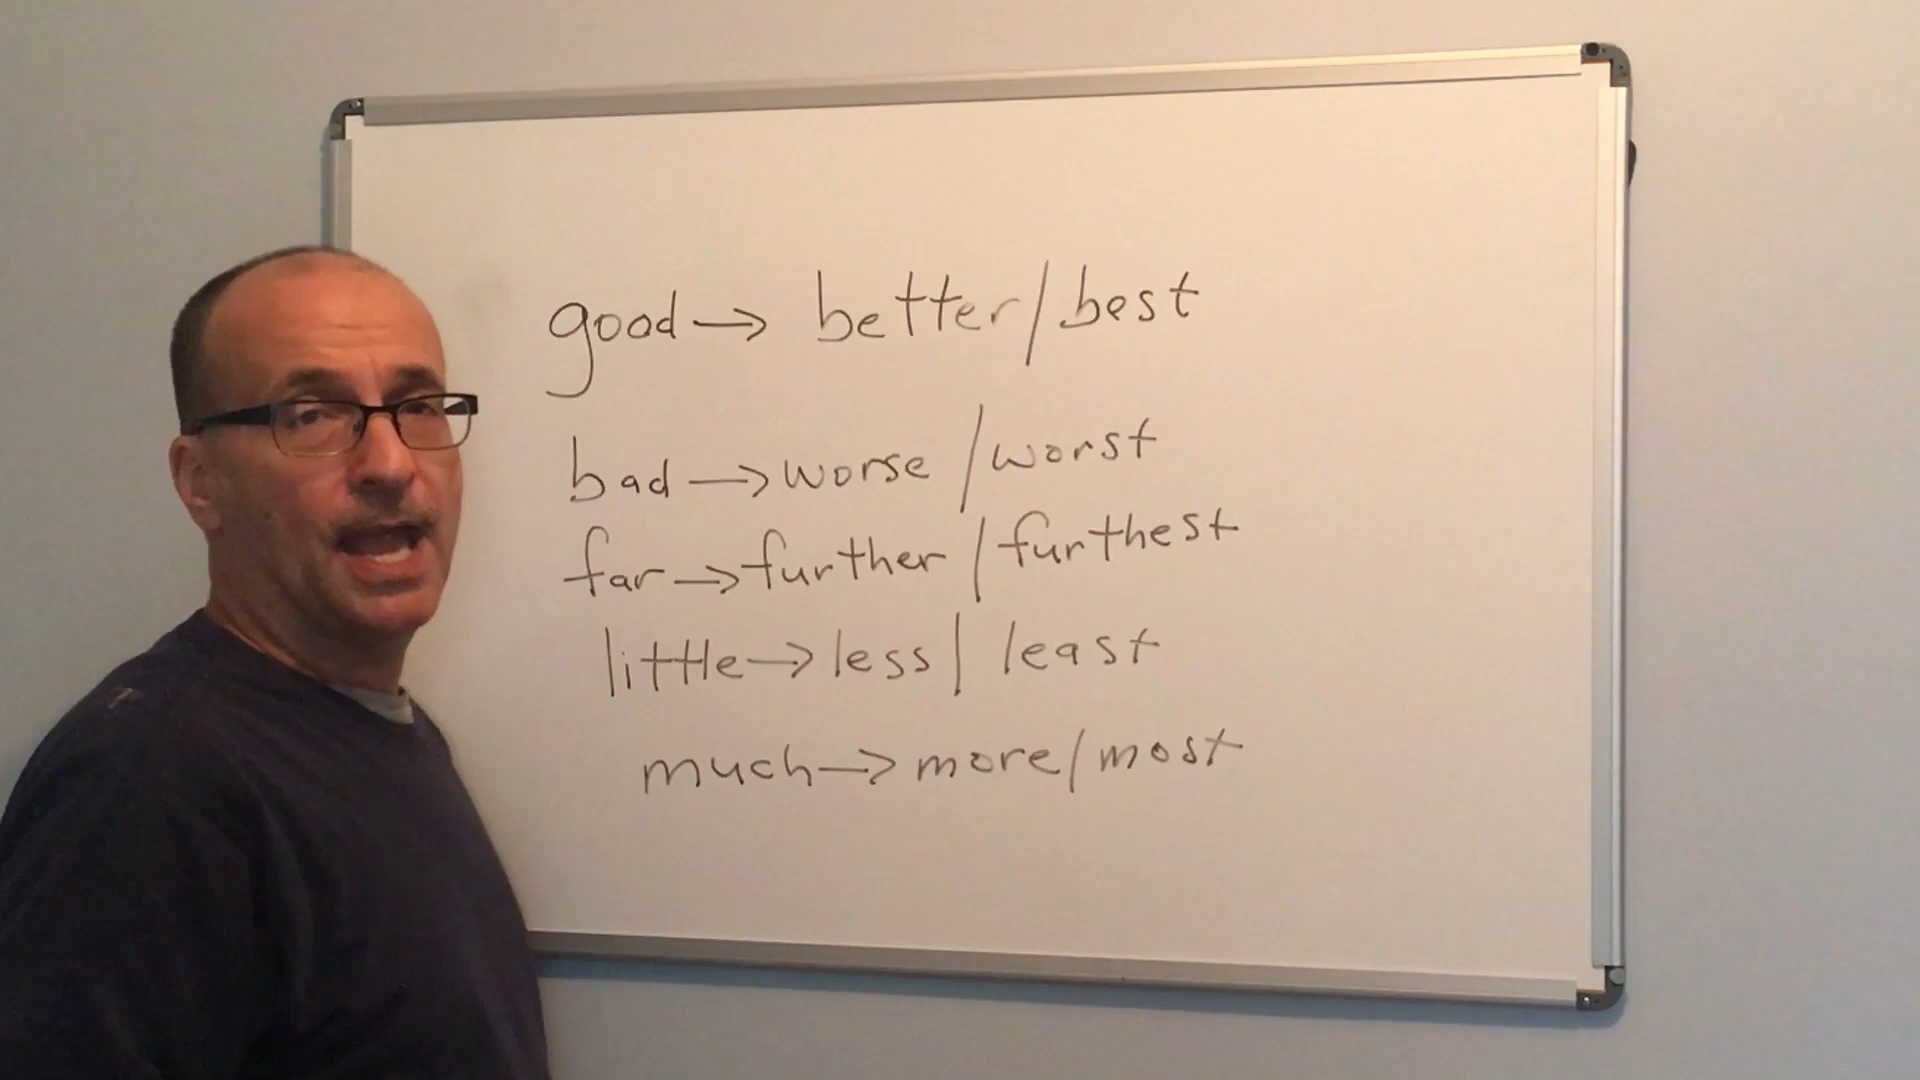 good → better/best
bad → worse/worst
far → further/furthest
little → less/least
much → more/most